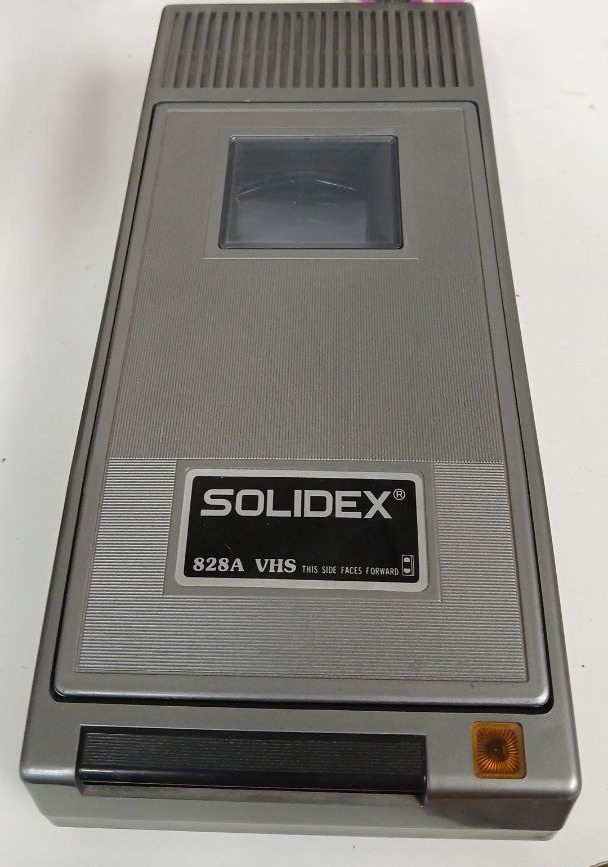 SOLIDEX®
828A VHS THIS SIDE FACES FORWARD